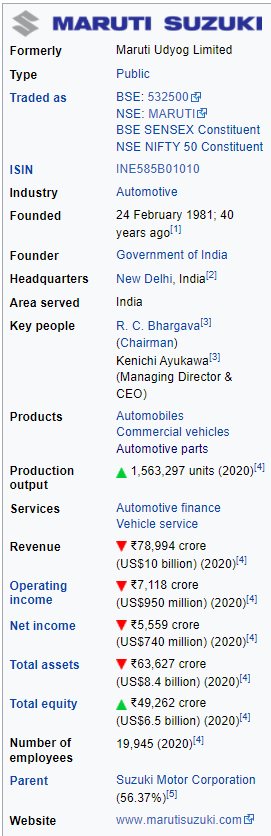 MARUTI SUZUKI
Formerly Maruti Udyog Limited
Type Public
Traded as BSE: 532500
NSE: MARUTI
BSE SENSEX Constituent
NSE NIFTY 50 Constituent
ISIN INE585B01010
Industry Automotive
Founded 24 February 1981; 40
years ago[1]
Founder Government of India
Headquarters New Delhi, India[2]
Area served India
Key people R. C. Bhargava[3]
(Chairman)
Kenichi Ayukawa[3]
(Managing Director &
CEO)
Products Automobiles
Commercial vehicles
Automotive parts
Production ▲ 1,563,297 units (2020)[4]
output
Services Automotive finance
Vehicle service
Revenue ▼ ₹78,994 crore
(US$10 billion) (2020)[4]
Operating ▼ ₹7,118 crore
income (US$950 million) (2020)[4]
Net income ▼ ₹5,559 crore
(US$740 million) (2020)[4]
Total assets ▼ ₹63,627 crore
(US$8.4 billion) (2020)[4]
Total equity ▲ ₹49,262 crore
(US$6.5 billion) (2020)[4]
Number of 19,945 (2020)[4]
employees
Parent Suzuki Motor Corporation
(56.37%)[5]
Website www.marutisuzuki.com